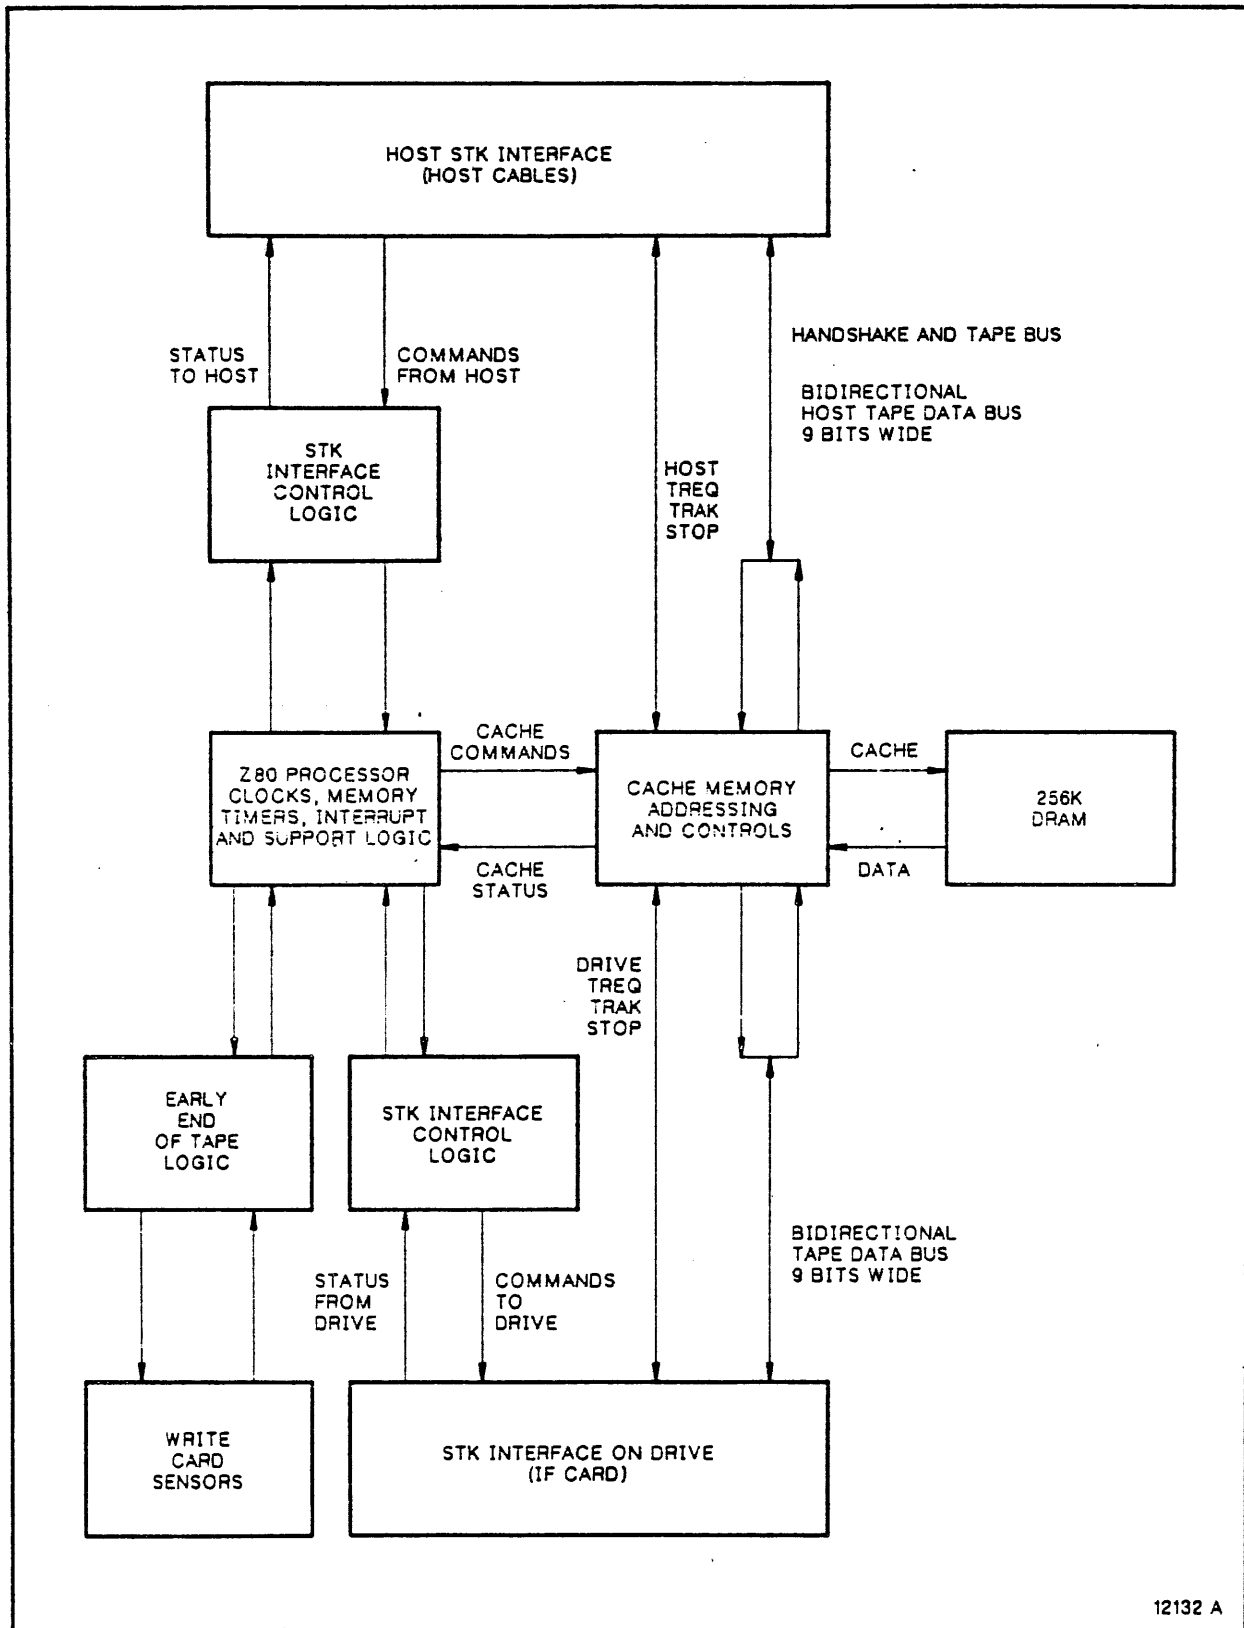 HOST STK INTERFACE
(HOST CABLES)
STATUS
TO HOST
COMMANDS
FROM HOST
HANDSHAKE AND TAPE BUS
BIDIRECTIONAL
HOST TAPE DATA BUS
9 BITS WIDE
STK
INTERFACE
CONTROL
LOGIC
HOST
TREQ
TRAK
STOP
Z80 PROCESSOR
CLOCKS, MEMORY
TIMERS, INTERRUPT
AND SUPPORT LOGIC
CACHE
COMMANDS
CACHE
STATUS
CACHE MEMORY
ADDRESSING
AND CONTROLS
CACHE
DATA
256K
DRAM
DRIVE
TREQ
TRAK
STOP
EARLY
END
OF TAPE
LOGIC
STK INTERFACE
CONTROL
LOGIC
STATUS
FROM
DRIVE
COMMANDS
TO
DRIVE
BIDIRECTIONAL
TAPE DATA BUS
9 BITS WIDE
WRITE
CARD
SENSORS
STK INTERFACE ON DRIVE
(IF CARD)
12132 A